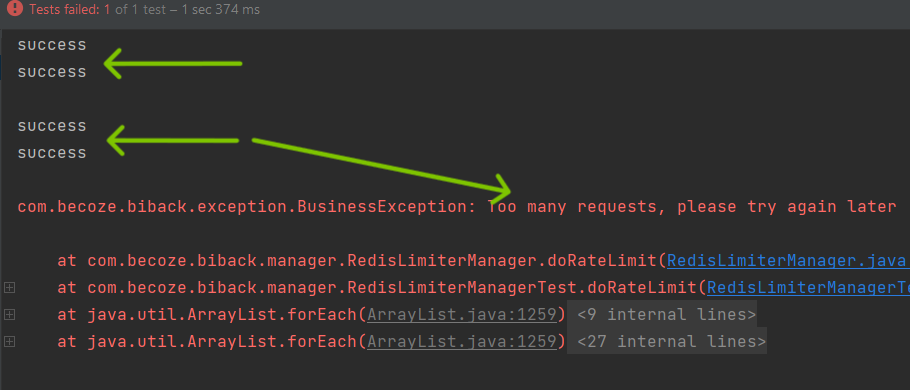 Tests failed: 1 of 1 test – 1 sec 374 ms
success
success
success
success
com.becoze.biback.exception.BusinessException: Too many requests, please try again later
at com.becoze.biback.manager.RedisLimiterManager.doRateLimit(RedisLimiterManager.java
at com.becoze.biback.manager.RedisLimiterManagerTest.doRateLimit(RedisLimiterManagerTe
at java.util.ArrayList.forEach(ArrayList.java:1259) <9 internal lines>
at java.util.ArrayList.forEach(ArrayList.java:1259) <27 internal lines>